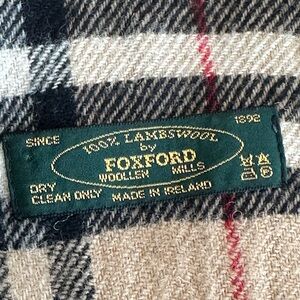 SINCE 1892
100% LAMBSWOOL
by
FOXFORD
WOOLLEN MILLS
DRY
CLEAN ONLY MADE IN IRELAND